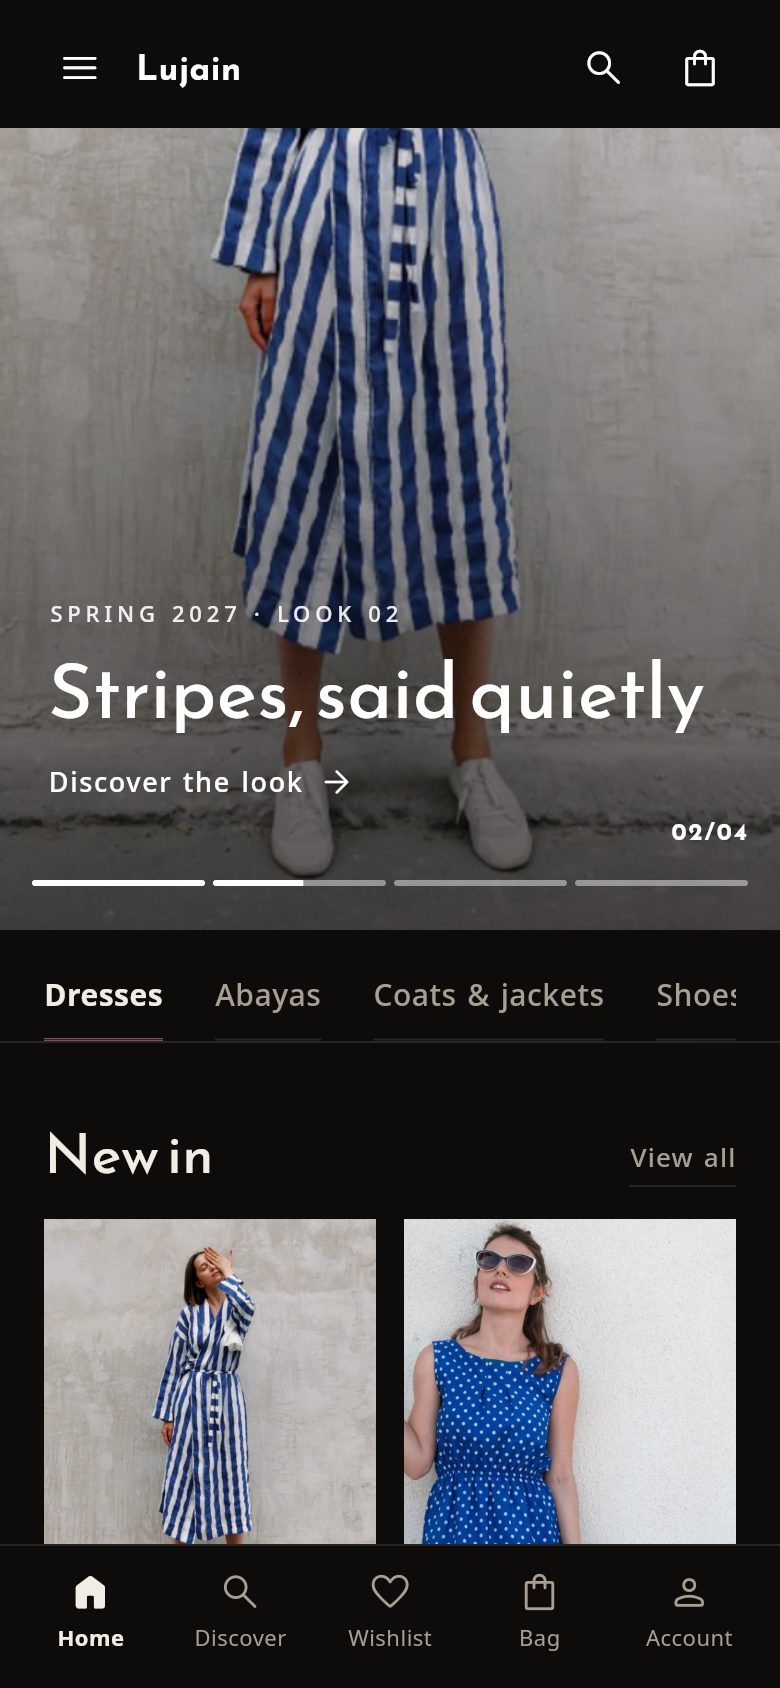 Lujain
SPRING 2027 · LOOK 02
Stripes, said quietly
Discover the look
02/04
Dresses
Abayas
Coats & jackets
Shoes
New in
View all
Home
Discover
Wishlist
Bag
Account